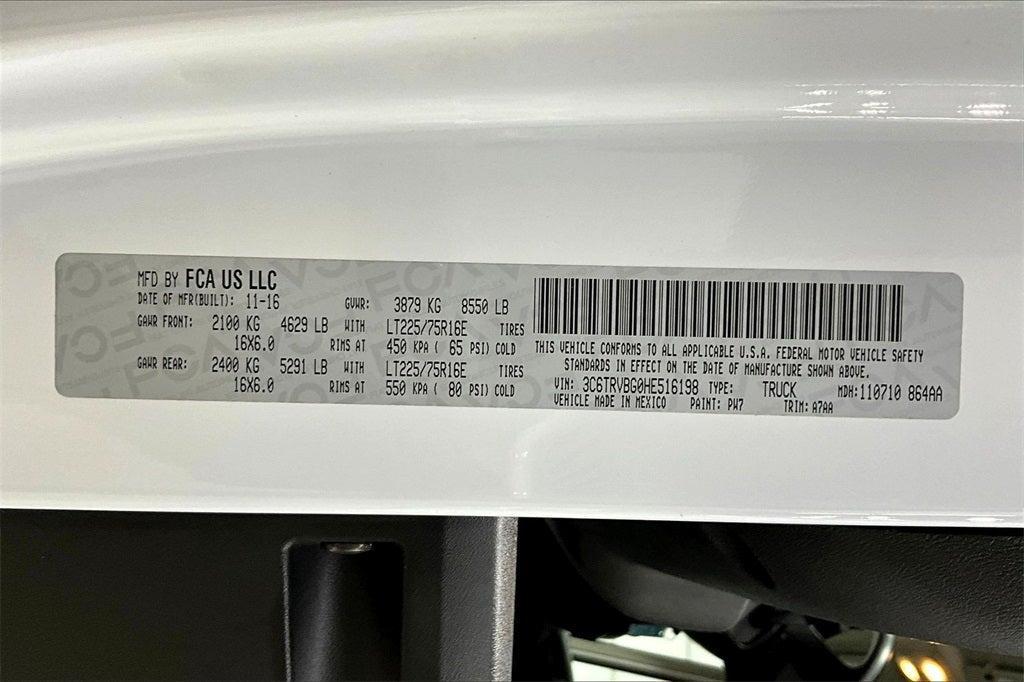 MFD BY FCA US LLC
DATE OF MFR(BUILT): 11-16 GVWR: 3879 KG 8550 LB
GAWR FRONT: 2100 KG 4629 LB WITH LT225/75R16E TIRES
16X6.0 RIMS AT 450 KPA ( 65 PSI) COLD
GAWR REAR: 2400 KG 5291 LB WITH LT225/75R16E TIRES
16X6.0 RIMS AT 550 KPA ( 80 PSI) COLD
THIS VEHICLE CONFORMS TO ALL APPLICABLE U.S.A. FEDERAL MOTOR VEHICLE SAFETY
STANDARDS IN EFFECT ON THE DATE OF MANUFACTURE SHOWN ABOVE.
VIN: 3C6TRVBG0HE516198 TYPE: TRUCK MDH:110710 864AA
VEHICLE MADE IN MEXICO PAINT: PW7 TRIM: A7AA